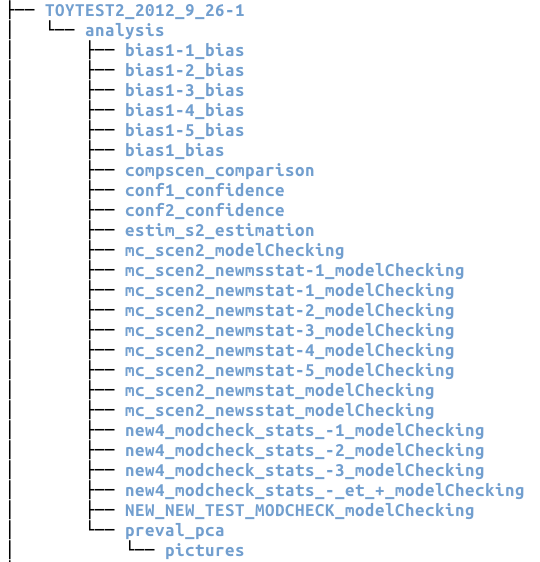 TOYTEST2_2012_9_26-1
analysis
bias1-1_bias
bias1-2_bias
bias1-3_bias
bias1-4_bias
bias1-5_bias
bias1_bias
compscen_comparison
conf1_confidence
conf2_confidence
estim_s2_estimation
mc_scen2_modelChecking
mc_scen2_newmsstat-1_modelChecking
mc_scen2_newmstat-1_modelChecking
mc_scen2_newmstat-2_modelChecking
mc_scen2_newmstat-3_modelChecking
mc_scen2_newmstat-4_modelChecking
mc_scen2_newmstat-5_modelChecking
mc_scen2_newmstat_modelChecking
mc_scen2_newsstat_modelChecking
new4_modcheck_stats_-1_modelChecking
new4_modcheck_stats_-2_modelChecking
new4_modcheck_stats_-3_modelChecking
new4_modcheck_stats_-_et_+_modelChecking
NEW_NEW_TEST_MODCHECK_modelChecking
preval_pca
pictures